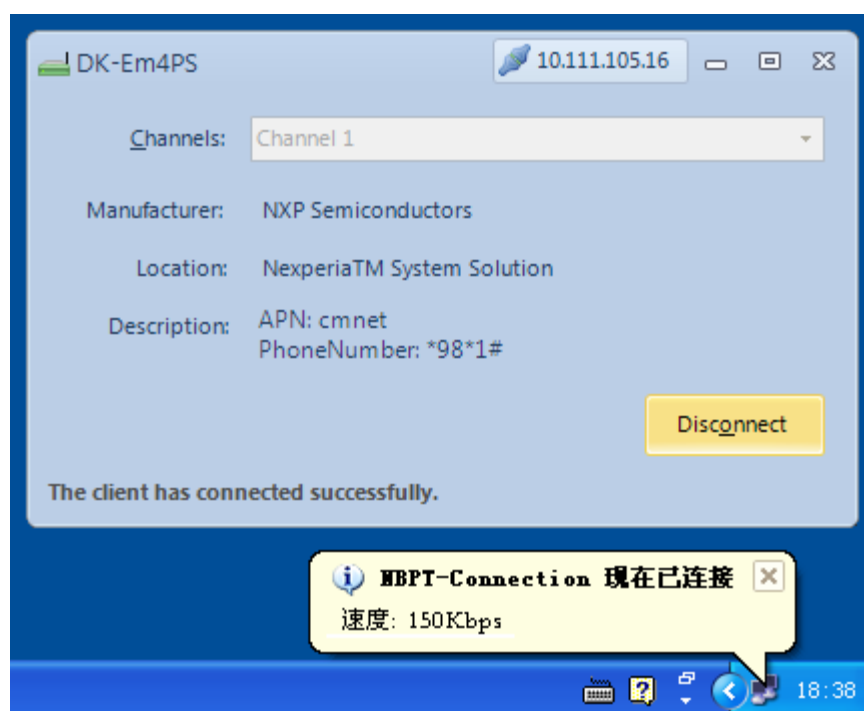 DK-Em4PS 10.111.105.16
Channels: Channel 1
Manufacturer: NXP Semiconductors
Location: NexperiaTM System Solution
Description: APN: cmnet
PhoneNumber: *98*1#
Disconnect
The client has connected successfully.
NBPT-Connection 现在已连接
速度: 150Kbps
18:38